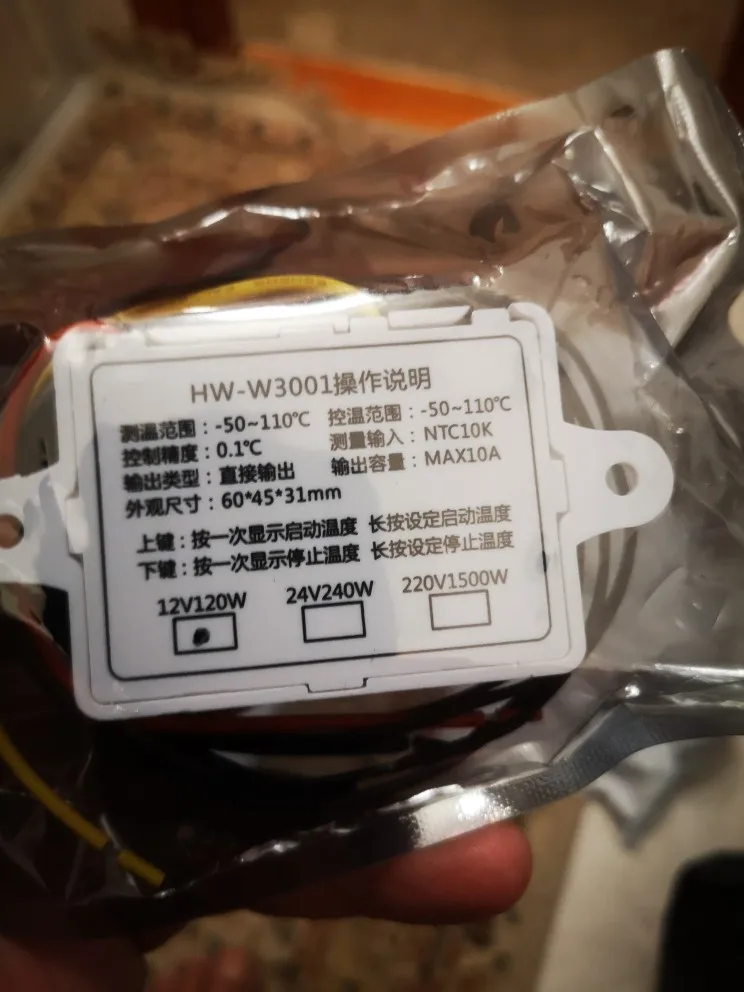 HW-W3001操作说明
测温范围：-50~110℃ 控温范围：-50~110℃
控制精度：0.1℃ 测量输入：NTC10K
输出类型：直接输出 输出容量：MAX10A
外观尺寸：60*45*31mm
上键：按一次显示启动温度 长按设定启动温度
下键：按一次显示停止温度 长按设定停止温度
12V120W 24V240W 220V1500W